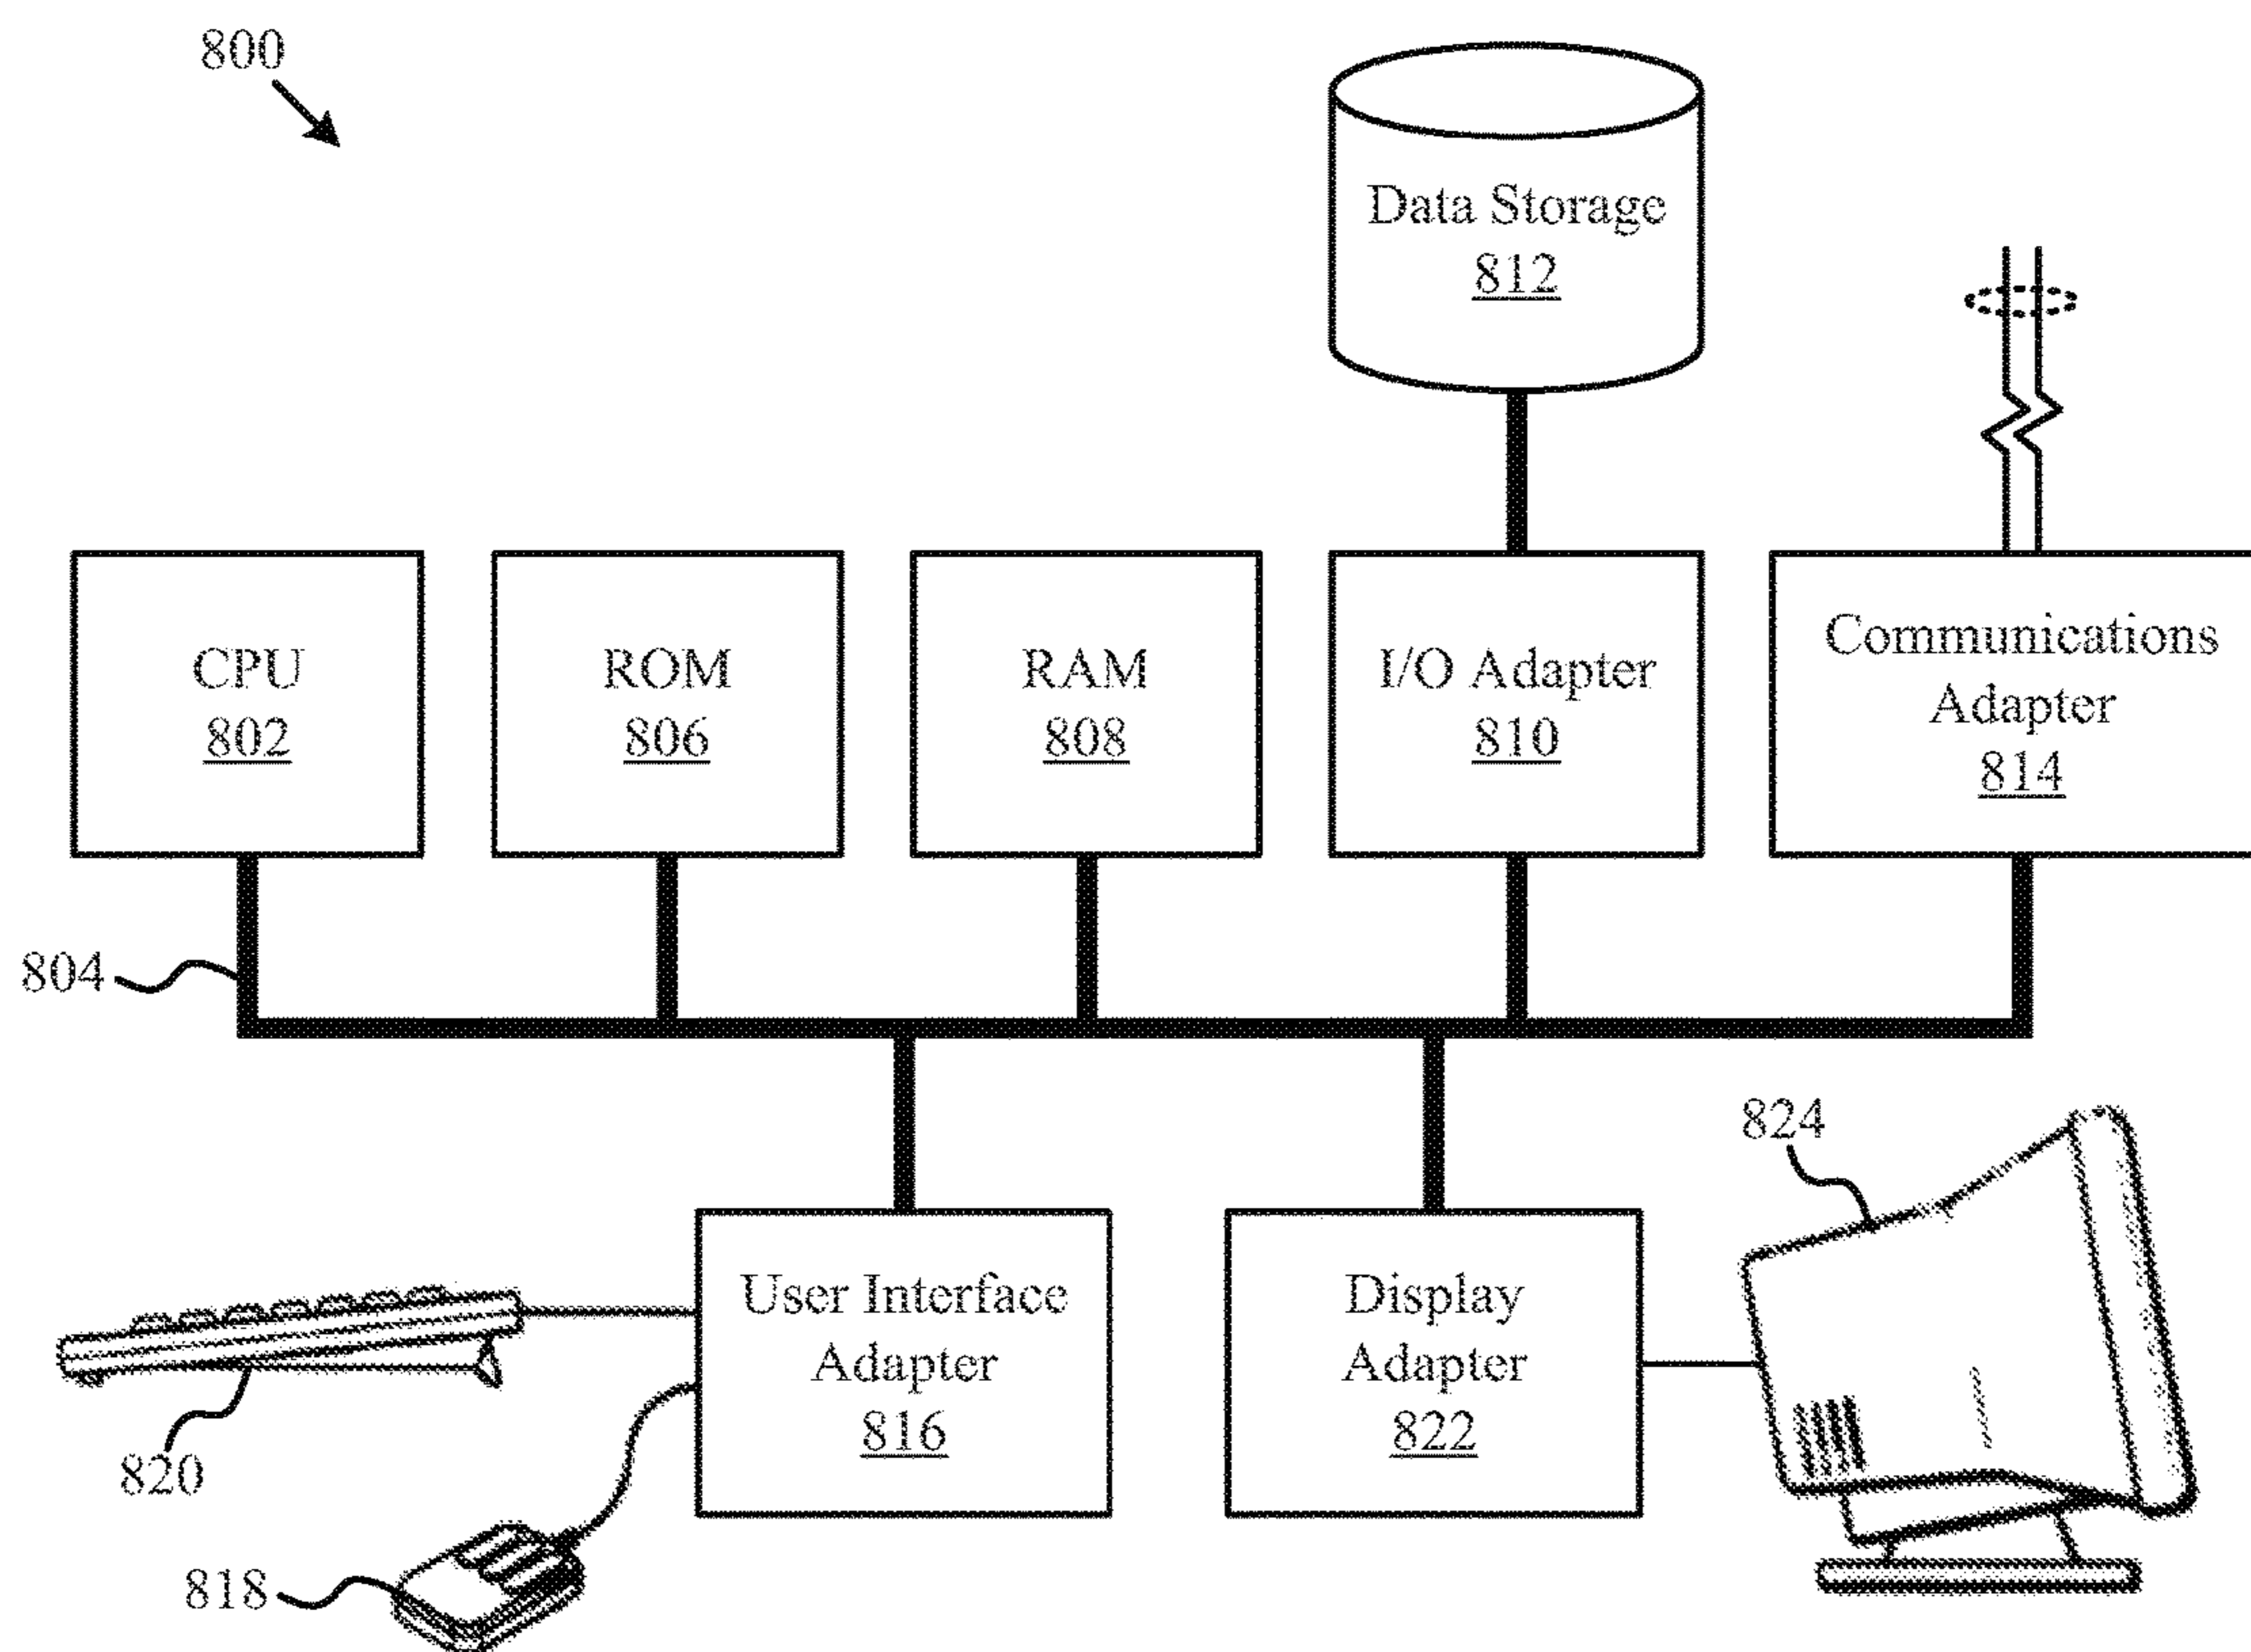 800
Data Storage
812
CPU
802
ROM
806
RAM
808
I/O Adapter
810
Communications
Adapter
814
804
824
User Interface
Adapter
816
Display
Adapter
822
820
818